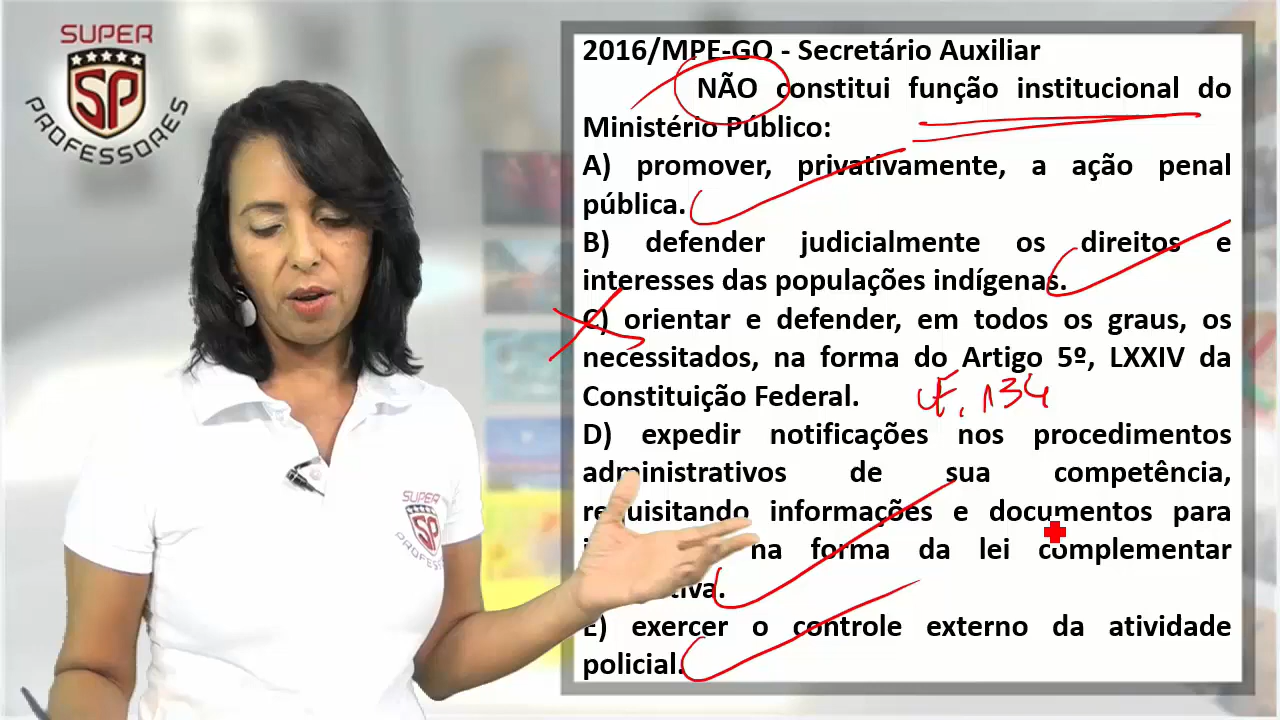 SUPER
SP
PROFESSORES
SUPER
SP
PROFESSORES
2016/MPE-GO - Secretário Auxiliar
NÃO constitui função institucional do
Ministério Público:
A) promover, privativamente, a ação penal
pública.
B) defender judicialmente os direitos e
interesses das populações indígenas.
C) orientar e defender, em todos os graus, os
necessitados, na forma do Artigo 5º, LXXIV da
Constituição Federal.
CF. 134
D) expedir notificações nos procedimentos
administrativos de sua competência,
requisitando informações e documentos para
na forma da lei complementar
E) exercer o controle externo da atividade
policial.